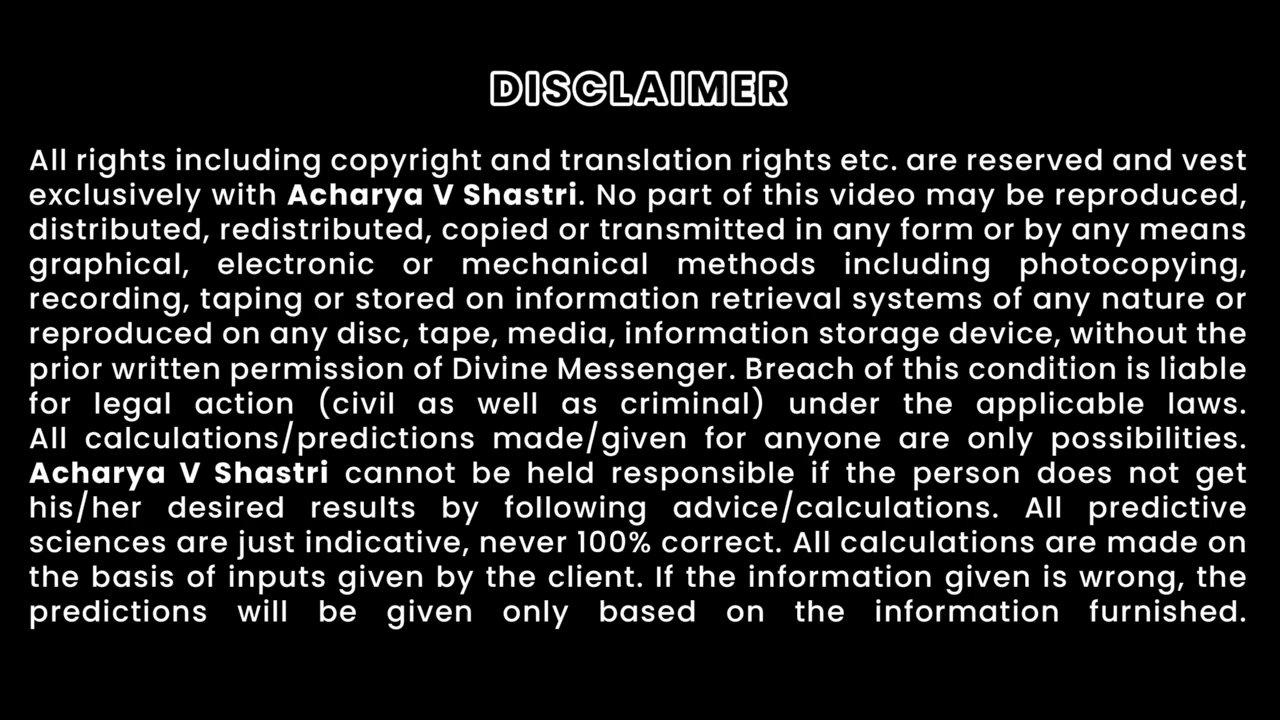 DISCLAIMER
All rights including copyright and translation rights etc. are reserved and vest
exclusively with Acharya V Shastri. No part of this video may be reproduced,
distributed, redistributed, copied or transmitted in any form or by any means
graphical, electronic or mechanical methods including photocopying,
recording, taping or stored on information retrieval systems of any nature or
reproduced on any disc, tape, media, information storage device, without the
prior written permission of Divine Messenger. Breach of this condition is liable
for legal action (civil as well as criminal) under the applicable laws.
All calculations/predictions made/given for anyone are only possibilities.
Acharya V Shastri cannot be held responsible if the person does not get
his/her desired results by following advice/calculations. All predictive
sciences are just indicative, never 100% correct. All calculations are made on
the basis of inputs given by the client. If the information given is wrong, the
predictions will be given only based on the information furnished.